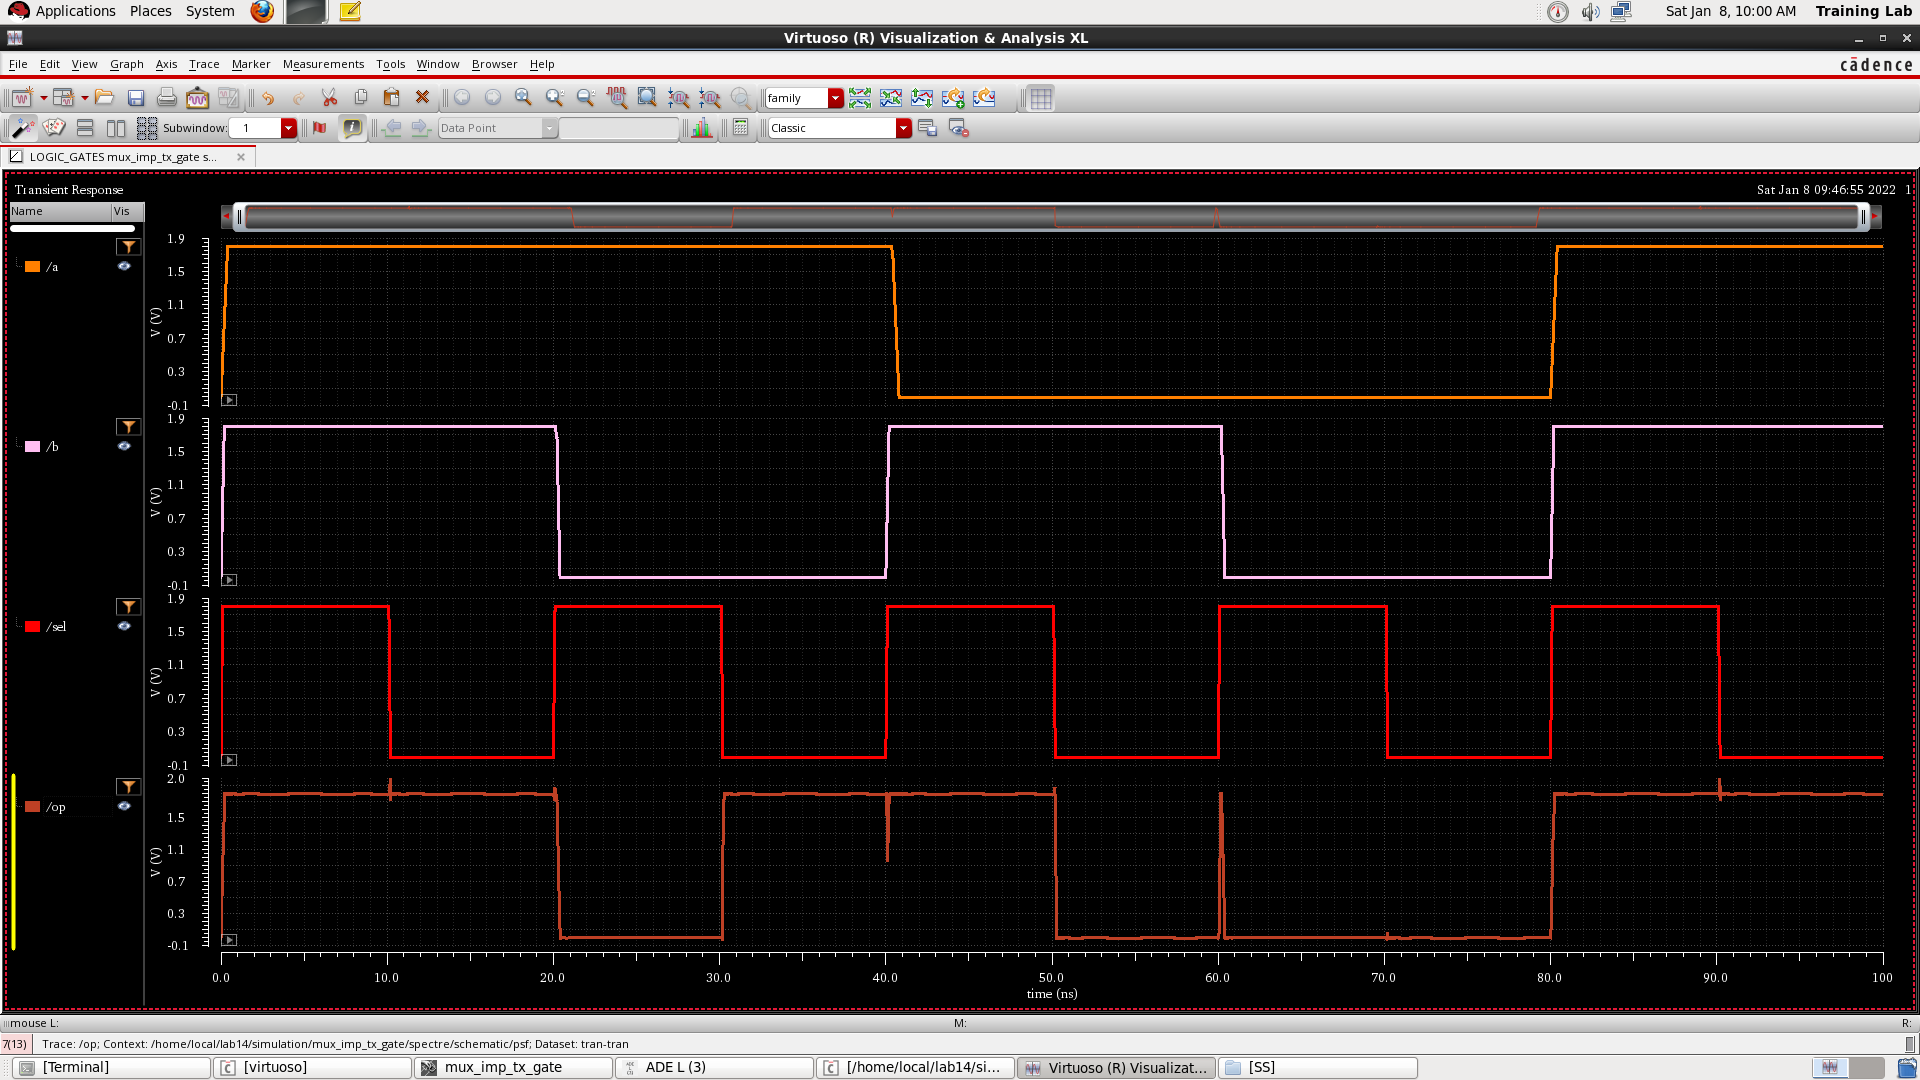 Applications Places System Sat Jan 8, 10:00 AM Training Lab
Virtuoso (R) Visualization & Analysis XL
File Edit View Graph Axis Trace Marker Measurements Tools Window Browser Help cādence
family
Subwindow: 1 Data Point Classic
LOGIC_GATES mux_imp_tx_gate s...
Transient Response Sat Jan 8 09:46:55 2022 1
Name Vis
/a
V (V)
1.9
1.5
1.1
0.7
0.3
-0.1
/b
V (V)
1.9
1.5
1.1
0.7
0.3
-0.1
/sel
V (V)
1.9
1.5
1.1
0.7
0.3
-0.1
/op
V (V)
2.0
1.5
1.1
0.7
0.3
-0.1
0.0 10.0 20.0 30.0 40.0 50.0 60.0 70.0 80.0 90.0 100
time (ns)
mouse L: M: R:
7(13) Trace: /op; Context: /home/local/lab14/simulation/mux_imp_tx_gate/spectre/schematic/psf; Dataset: tran-tran
[Terminal] [virtuoso] mux_imp_tx_gate ADE L (3) [/home/local/lab14/si... Virtuoso (R) Visualizat... [SS]